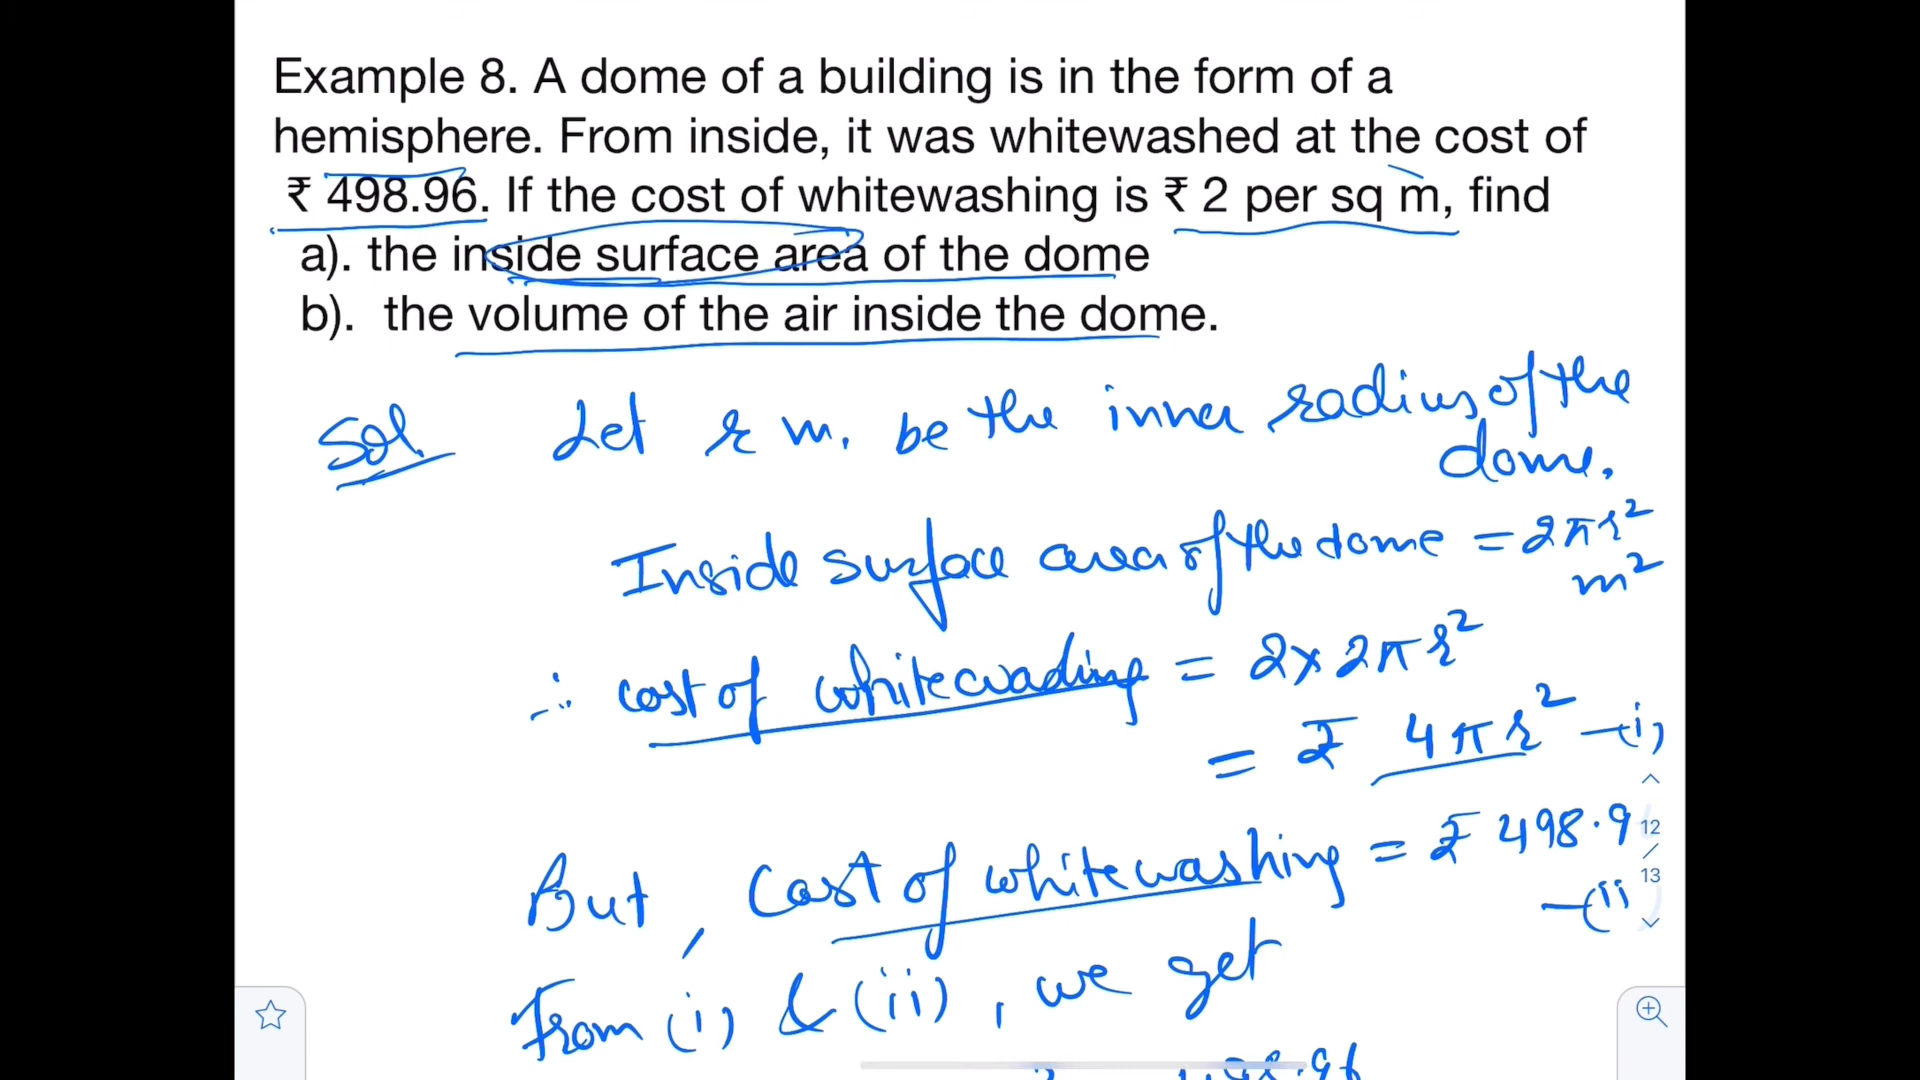 Example 8. A dome of a building is in the form of a
hemisphere. From inside, it was whitewashed at the cost of
₹ 498.96. If the cost of whitewashing is ₹ 2 per sq m, find
a). the inside surface area of the dome
b). the volume of the air inside the dome.
Sol. Let r m. be the inner radius of the
dome.
Inside surface area of the dome = 2πr²
m²
∴ cost of whitewading = 2×2πr²
= ₹ 4πr² —(i)
But, Cost of whitewashing = ₹ 498.9
12
/
13
—(ii
From (i) & (ii), we get